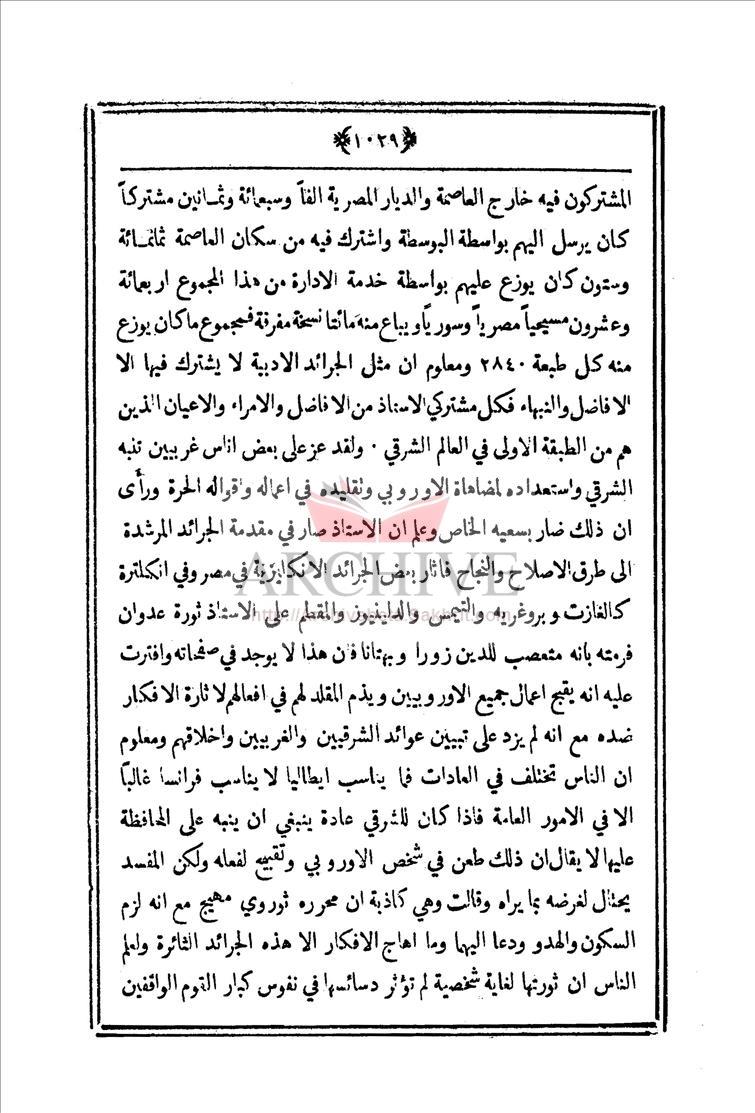 ﴿١٠٢٩﴾
المشتركون فيه خارج العاصمة والديار المصرية الفاً وسبعمائة وثمانين مشتركاً
كان يرسل اليهم بواسطة البوسطة واشترك فيه من سكان العاصمة ثمانمائة
وستون كان يوزع عليهم بواسطة خدمة الادارة من هذا المجموع اربعمائة
وعشرون مسيحياً مصرياً وسورياً ويباع منه مائتا نسخة مفرقة فمجموع ما كان يوزع
منه كل طبعة ٢٨٤٠ ومعلوم ان مثل الجرائد الادبية لا يشترك فيها الا
الافاضل والنبهاء فكل مشتركي الاستاذ من الافاضل والامراء والاعيان الذين
هم من الطبقة الاولى في العالم الشرقي ٠ ولقد عز على بعض اناس غربيين تنبه
الشرقي واستعداده لمضاهاة الاوروبي وتقليده في اعماله واقواله الحرة ورأى
ان ذلك ضار بسعيه الخاص وعلم ان الاستاذ صار في مقدمة الجرائد المرشدة
الى طرق الاصلاح والنجاح فاثار بعض الجرائد الانكليزية في مصر وفي انكلترة
كالغازت وبروغريه والتيمس والدلينيوز والمقطم على الاستاذ ثورة عدوان
فرمته بانه متعصب للدين زورا وبهتانا فان هذا لا يوجد في صفحاته وافترت
عليه انه يقبح اعمال جميع الاوروبيين ويذم المقلد لهم في افعالهم لاثارة الافكار
ضده مع انه لم يزد على تبيين عوائد الشرقيين والغربيين واخلاقهم ومعلوم
ان الناس تختلف في العادات فما يناسب ايطاليا لا يناسب فرانسا غالباً
الا في الامور العامة فاذا كان للشرقي عادة ينبغي ان ينبه على المحافظة
عليها لا يقال ان ذلك طعن في شخص الاوروبي وتقبيح لفعله ولكن المفسد
يحتال لغرضه بما يراه وقالت وهي كاذبة ان محرره ثوروي مهيج مع انه لزم
السكون والهدو ودعا اليهما وما اهاج الافكار الا هذه الجرائد الثائرة ولعلم
الناس ان ثورتها لغاية شخصية لم تؤثر دسائسها في نفوس كبار القوم الواقفين
ARCHIVE